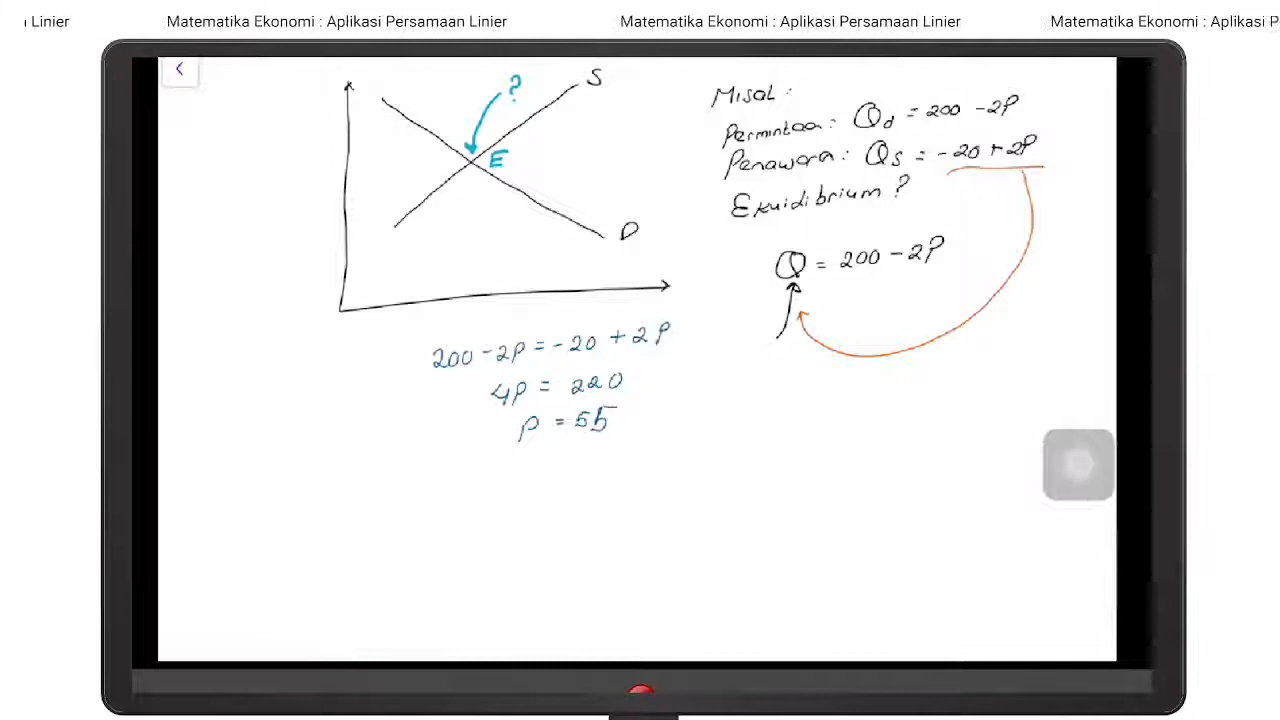 Linier Matematika Ekonomi : Aplikasi Persamaan Linier Matematika Ekonomi : Aplikasi Persamaan Linier Matematika Ekonomi : Aplikasi P
?
S
E
D
Misal :
Permintaa : Qd = 200 - 2P
Penawara : Qs = -20 + 2P
Ekuidibrium ?
Q = 200 - 2P
200 - 2P = -20 + 2P
4P = 220
P = 55